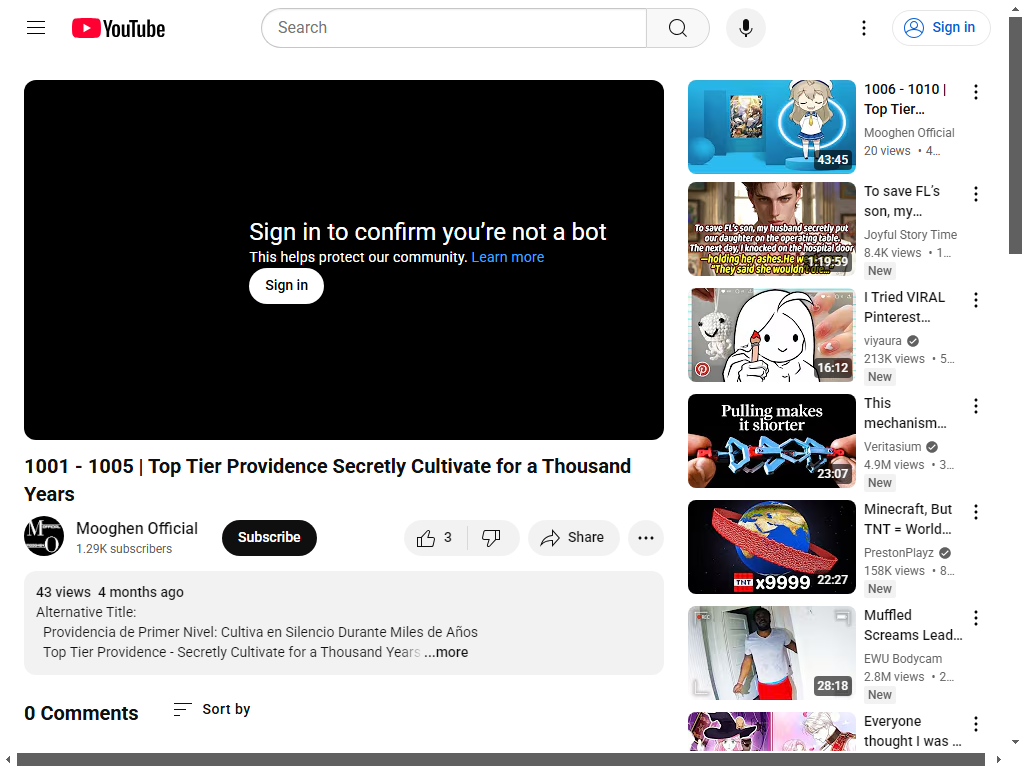 YouTube
Search
Sign in
Sign in to confirm you’re not a bot
This helps protect our community. Learn more
Sign in
1001 - 1005 | Top Tier Providence Secretly Cultivate for a Thousand
Years
Mooghen Official
1.29K subscribers
Subscribe
3
Share
43 views 4 months ago
Alternative Title:
Providencia de Primer Nivel: Cultiva en Silencio Durante Miles de Años
Top Tier Providence - Secretly Cultivate for a Thousand Years ...more
0 Comments
Sort by
43:45
1006 - 1010 |
Top Tier…
Mooghen Official
20 views • 4…
To save FL's son, my husband secretly put
our daughter on the operating table.
The next day, I knocked on the hospital door
—holding her ashes. He
"They said she wouldn't
1:19:59
To save FL’s
son, my…
Joyful Story Time
8.4K views • 1…
New
16:12
I Tried VIRAL
Pinterest…
viyaura
213K views • 5…
New
Pulling makes
it shorter
23:07
This
mechanism…
Veritasium
4.9M views • 3…
New
TNT x9999
22:27
Minecraft, But
TNT = World…
PrestonPlayz
158K views • 8…
New
REC
28:18
Muffled
Screams Lead…
EWU Bodycam
2.8M views • 2…
New
Everyone
thought I was …